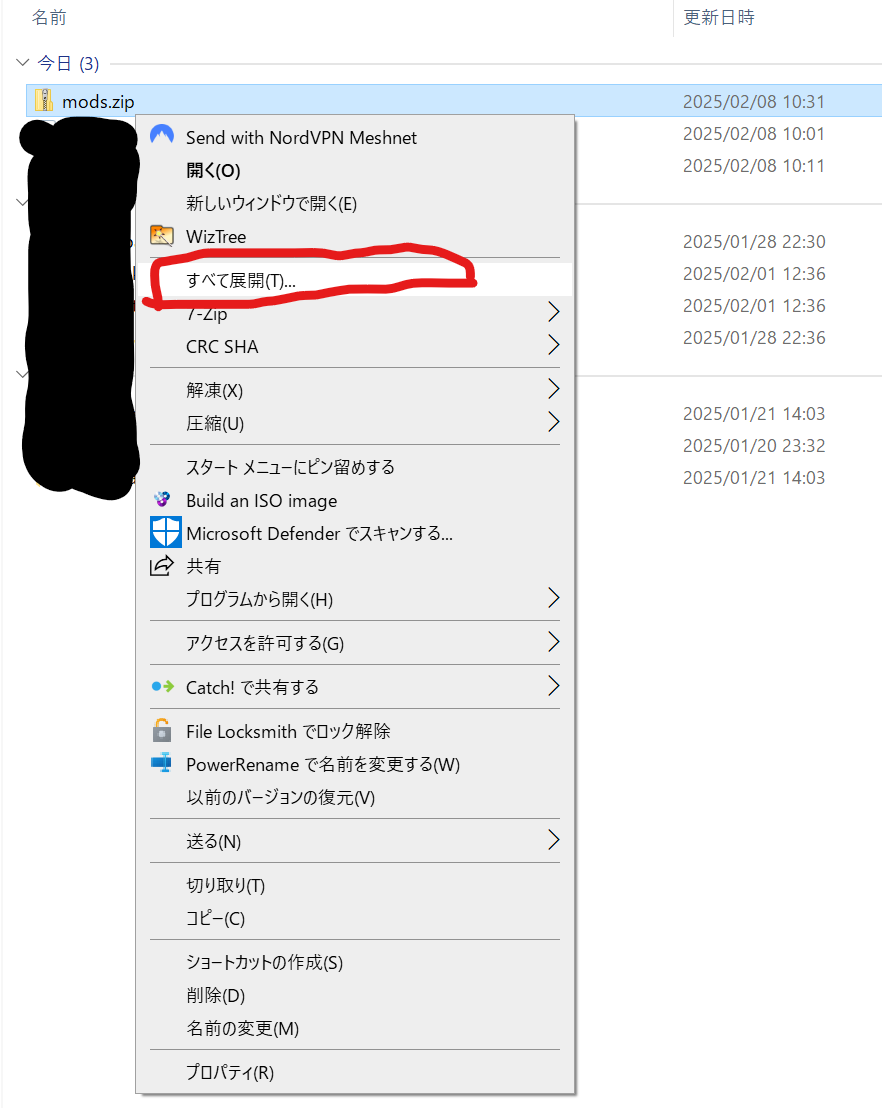 名前 更新日時
今日 (3)
mods.zip 2025/02/08 10:31
2025/02/08 10:01
2025/02/08 10:11
2025/01/28 22:30
2025/02/01 12:36
2025/02/01 12:36
2025/01/28 22:36
2025/01/21 14:03
2025/01/20 23:32
2025/01/21 14:03
Send with NordVPN Meshnet
開く(O)
新しいウィンドウで開く(E)
WizTree
すべて展開(T)...
7-Zip
CRC SHA
解凍(X)
圧縮(U)
スタート メニューにピン留めする
Build an ISO image
Microsoft Defender でスキャンする...
共有
プログラムから開く(H)
アクセスを許可する(G)
Catch! で共有する
File Locksmith でロック解除
PowerRename で名前を変更する(W)
以前のバージョンの復元(V)
送る(N)
切り取り(T)
コピー(C)
ショートカットの作成(S)
削除(D)
名前の変更(M)
プロパティ(R)